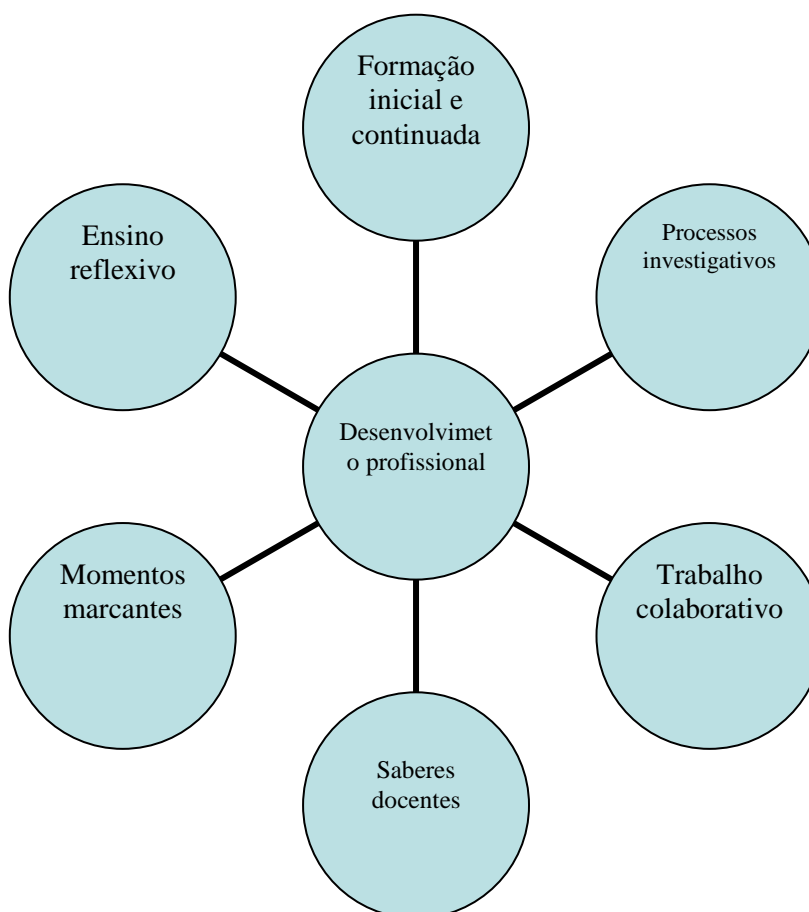 Formação
inicial e
continuada
Ensino
reflexivo
Processos
investigativos
Desenvolvimet
o profissional
Momentos
marcantes
Trabalho
colaborativo
Saberes
docentes